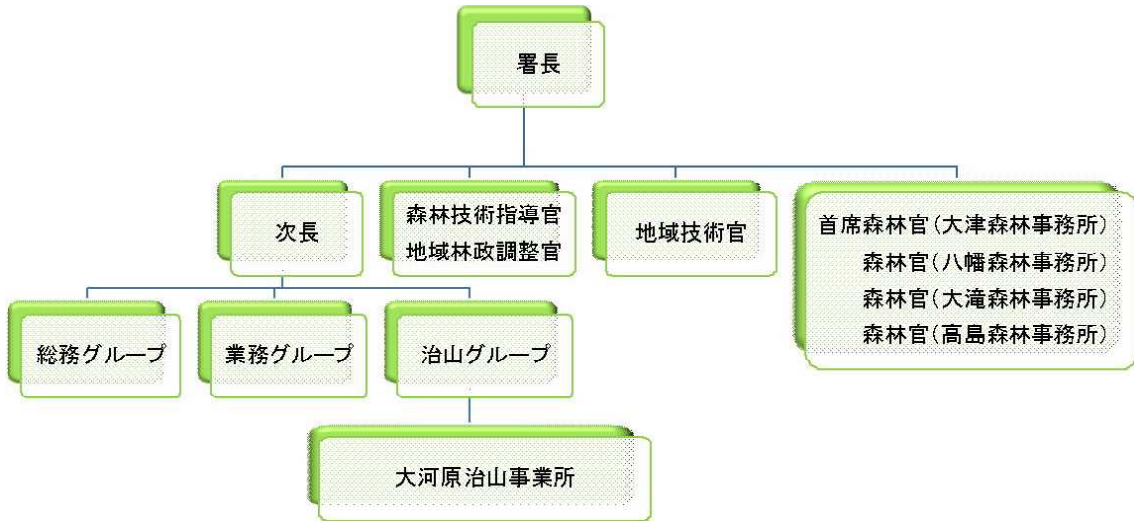 署長
次長
森林技術指導官
地域林政調整官
地域技術官
首席森林官(大津森林事務所)
森林官(八幡森林事務所)
森林官(大滝森林事務所)
森林官(高島森林事務所)
総務グループ
業務グループ
治山グループ
大河原治山事業所